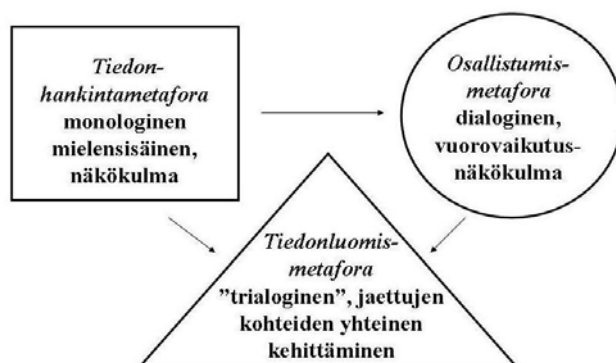 Tiedon-
hankintametafora
monologinen
mielensisäinen,
näkökulma
Osallistumis-
metafora
dialoginen,
vuorovaikutus-
näkökulma
Tiedonluomis-
metafora
”trialoginen”, jaettujen
kohteiden yhteinen
kehittäminen